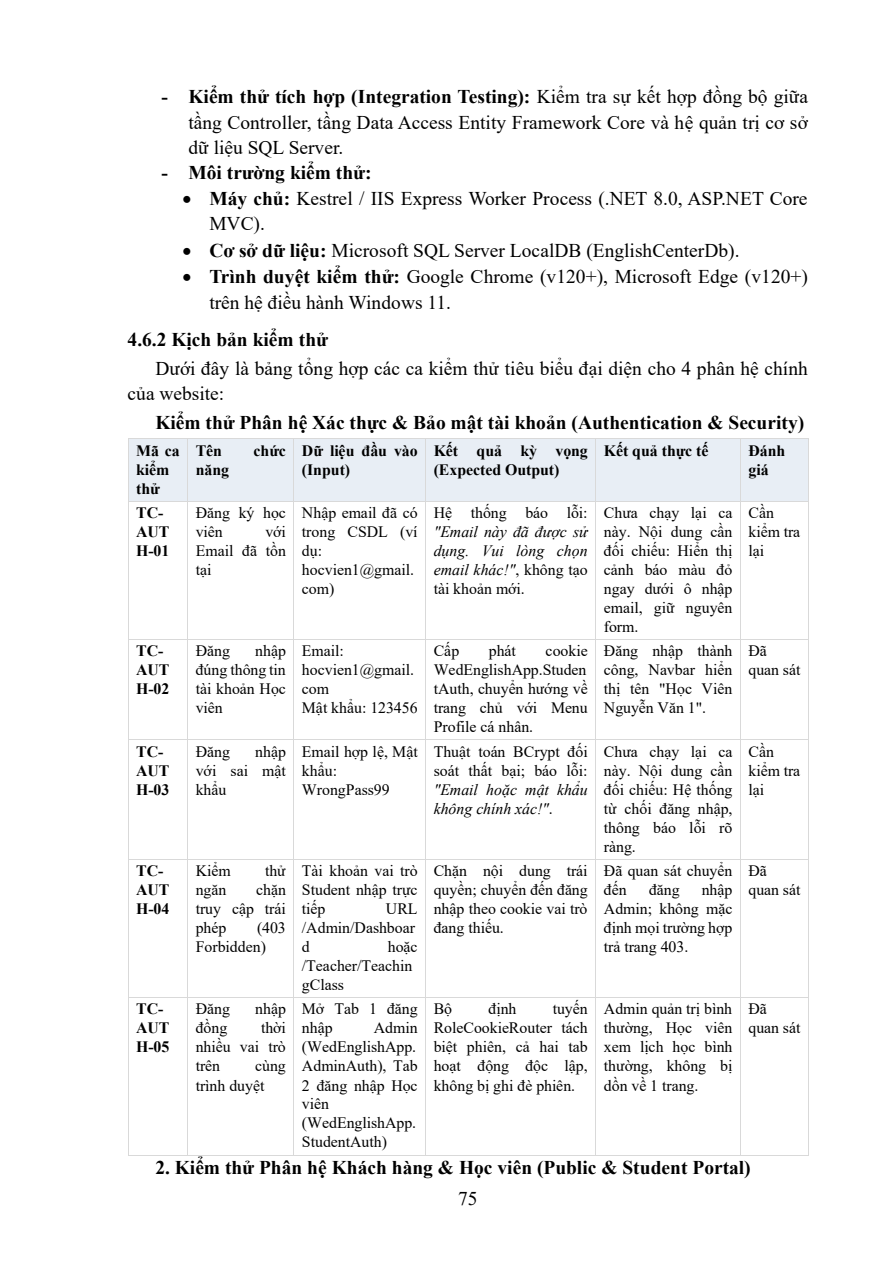 - Kiểm thử tích hợp (Integration Testing): Kiểm tra sự kết hợp đồng bộ giữa
tầng Controller, tầng Data Access Entity Framework Core và hệ quản trị cơ sở
dữ liệu SQL Server.
- Môi trường kiểm thử:
• Máy chủ: Kestrel / IIS Express Worker Process (.NET 8.0, ASP.NET Core
MVC).
• Cơ sở dữ liệu: Microsoft SQL Server LocalDB (EnglishCenterDb).
• Trình duyệt kiểm thử: Google Chrome (v120+), Microsoft Edge (v120+)
trên hệ điều hành Windows 11.
4.6.2 Kịch bản kiểm thử
Dưới đây là bảng tổng hợp các ca kiểm thử tiêu biểu đại diện cho 4 phân hệ chính
của website:
Kiểm thử Phân hệ Xác thực & Bảo mật tài khoản (Authentication & Security)
Mã ca
kiểm
thử
Tên chức
năng
Dữ liệu đầu vào
(Input)
Kết quả kỳ vọng
(Expected Output)
Kết quả thực tế
Đánh
giá
TC-
AUT
H-01
Đăng ký học
viên với
Email đã tồn
tại
Nhập email đã có
trong CSDL (ví
dụ:
hocvien1@gmail.
com)
Hệ thống báo lỗi:
"Email này đã được sử
dụng. Vui lòng chọn
email khác!", không tạo
tài khoản mới.
Chưa chạy lại ca
này. Nội dung cần
đối chiếu: Hiển thị
cảnh báo màu đỏ
ngay dưới ô nhập
email, giữ nguyên
form.
Cần
kiểm tra
lại
TC-
AUT
H-02
Đăng nhập
đúng thông tin
tài khoản Học
viên
Email:
hocvien1@gmail.
com
Mật khẩu: 123456
Cấp phát cookie
WedEnglishApp.Studen
tAuth, chuyển hướng về
trang chủ với Menu
Profile cá nhân.
Đăng nhập thành
công, Navbar hiển
thị tên "Học Viên
Nguyễn Văn 1".
Đã
quan sát
TC-
AUT
H-03
Đăng nhập
với sai mật
khẩu
Email hợp lệ, Mật
khẩu:
WrongPass99
Thuật toán BCrypt đối
soát thất bại; báo lỗi:
"Email hoặc mật khẩu
không chính xác!".
Chưa chạy lại ca
này. Nội dung cần
đối chiếu: Hệ thống
từ chối đăng nhập,
thông báo lỗi rõ
ràng.
Cần
kiểm tra
lại
TC-
AUT
H-04
Kiểm thử
ngăn chặn
truy cập trái
phép (403
Forbidden)
Tài khoản vai trò
Student nhập trực
tiếp URL
/Admin/Dashboar
d hoặc
/Teacher/Teachin
gClass
Chặn nội dung trái
quyền; chuyển đến đăng
nhập theo cookie vai trò
đang thiếu.
Đã quan sát chuyển
đến đăng nhập
Admin; không mặc
định mọi trường hợp
trả trang 403.
Đã
quan sát
TC-
AUT
H-05
Đăng nhập
đồng thời
nhiều vai trò
trên cùng
trình duyệt
Mở Tab 1 đăng
nhập Admin
(WedEnglishApp.
AdminAuth), Tab
2 đăng nhập Học
viên
(WedEnglishApp.
StudentAuth)
Bộ định tuyến
RoleCookieRouter tách
biệt phiên, cả hai tab
hoạt động độc lập,
không bị ghi đè phiên.
Admin quản trị bình
thường, Học viên
xem lịch học bình
thường, không bị
dồn về 1 trang.
Đã
quan sát
2. Kiểm thử Phân hệ Khách hàng & Học viên (Public & Student Portal)
75